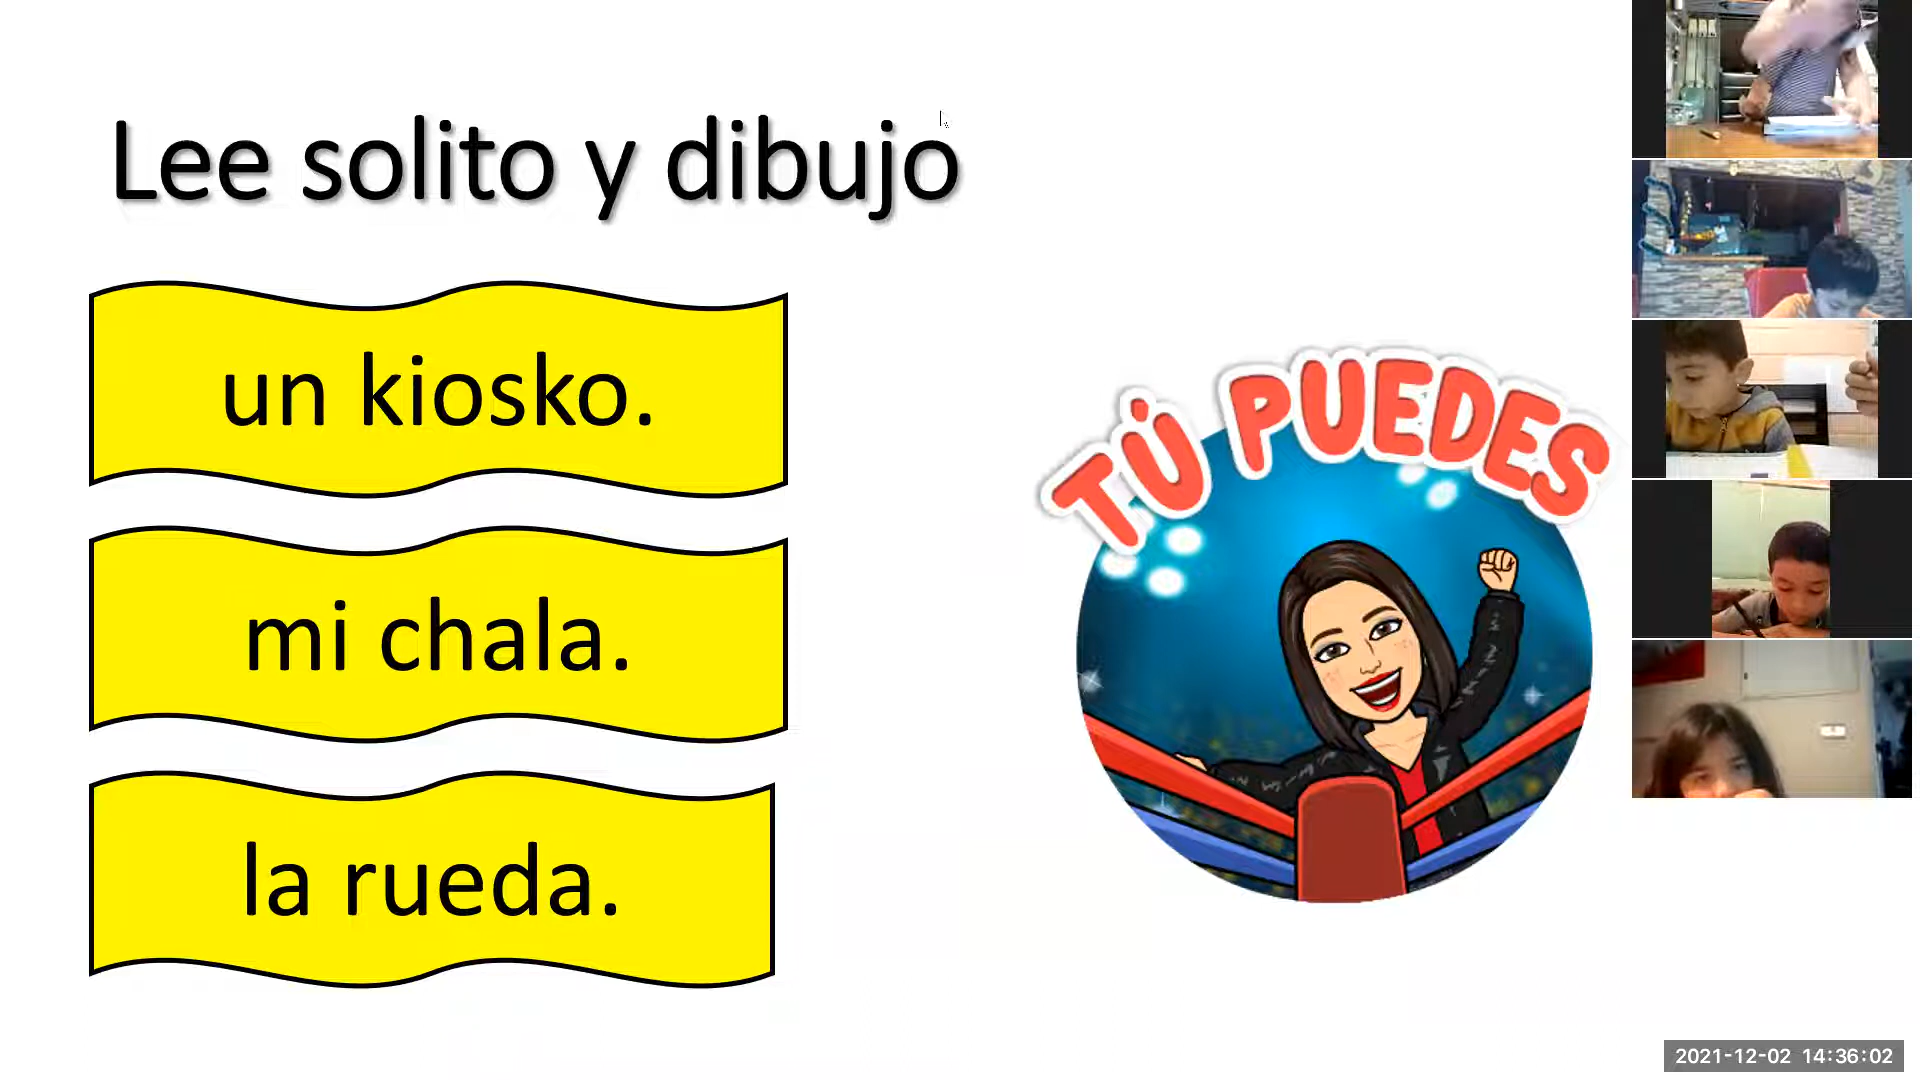 Lee solito y dibujo
un kiosko.
mi chala.
la rueda.
TÚ PUEDES
2021-12-02 14:36:02